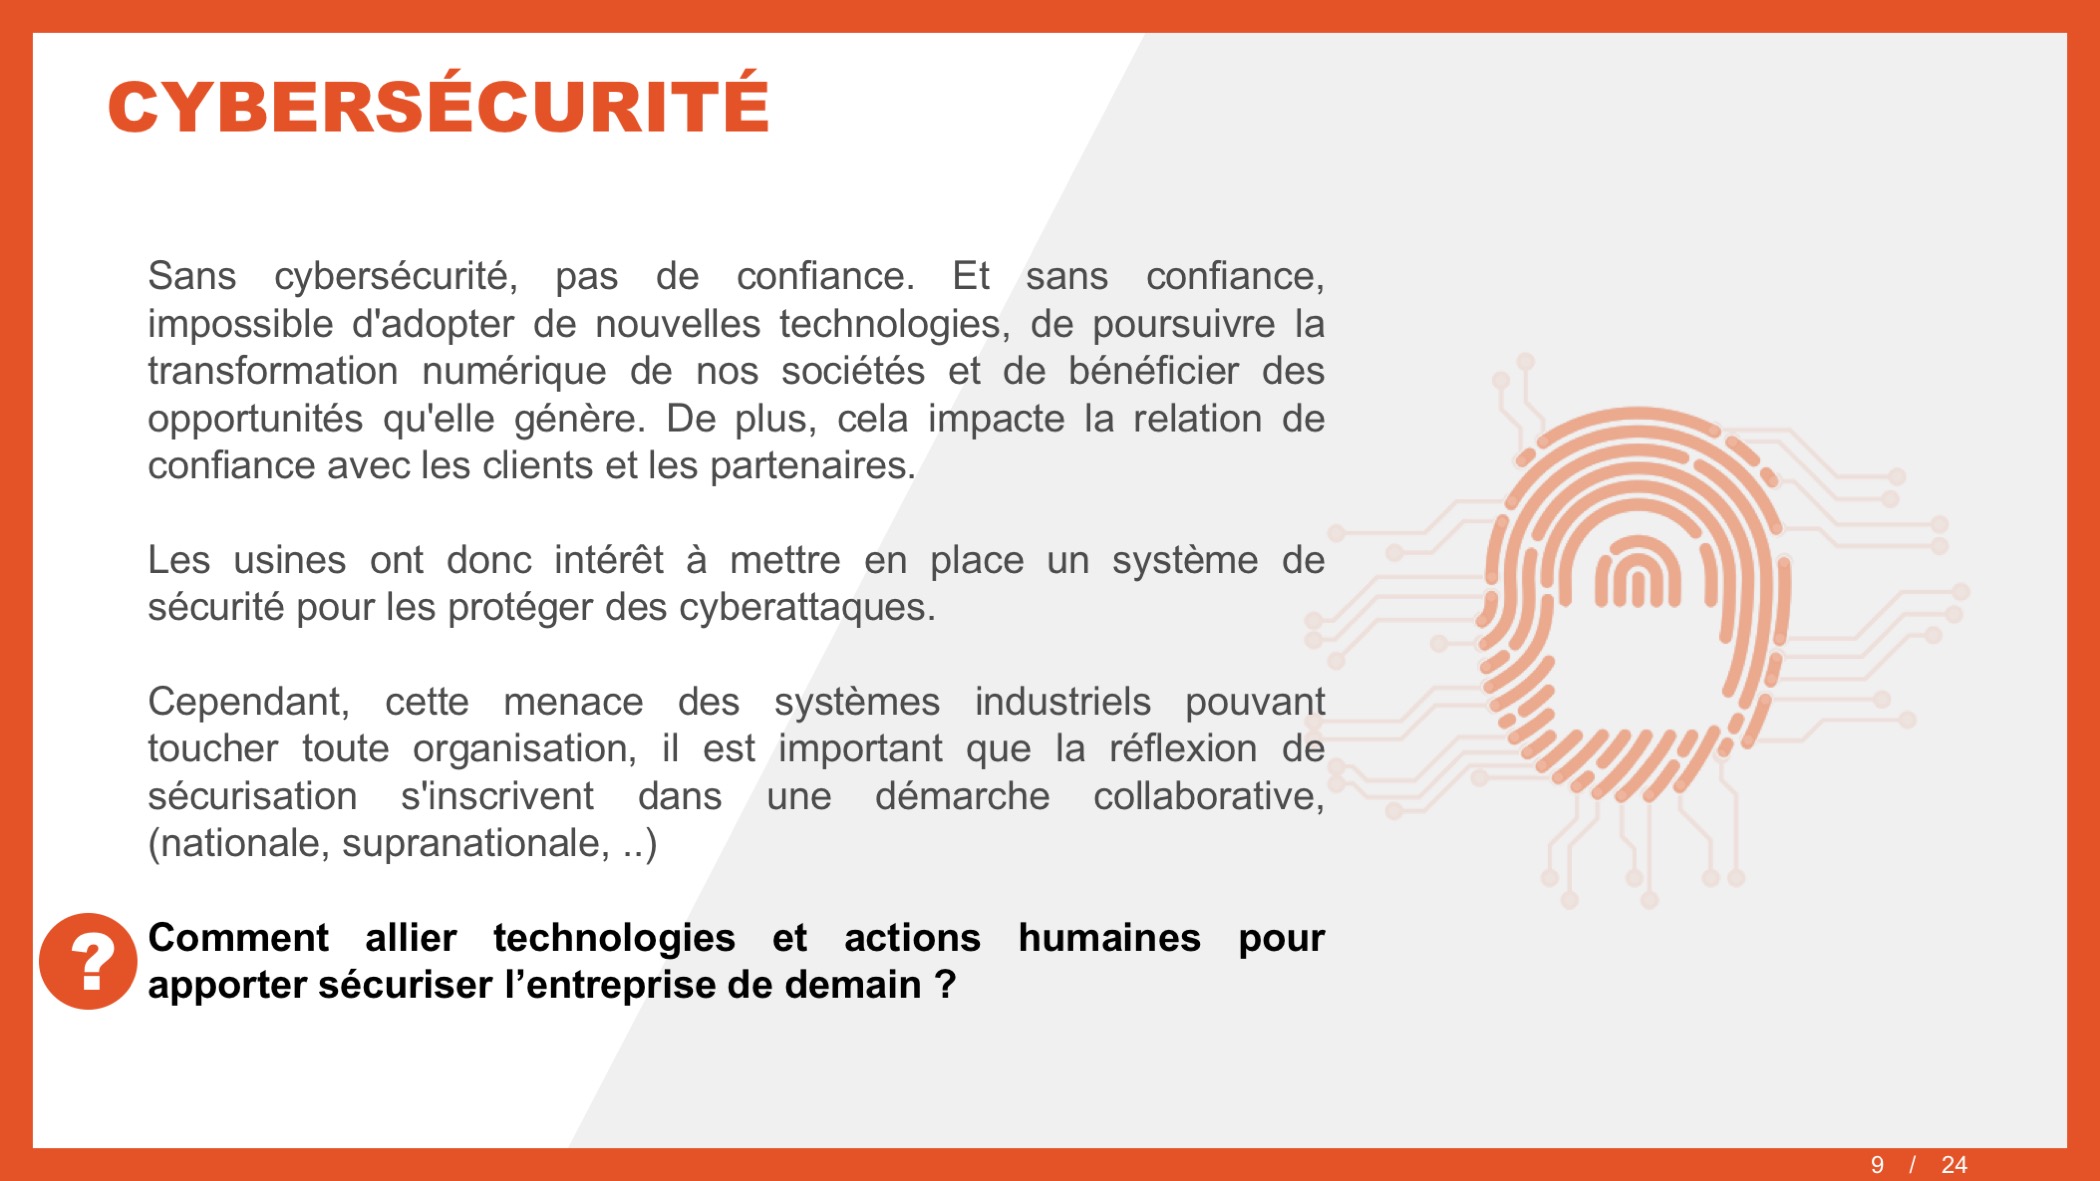 CYBERSÉCURITÉ
Sans cybersécurité, pas de confiance. Et sans confiance,
impossible d'adopter de nouvelles technologies, de poursuivre la
transformation numérique de nos sociétés et de bénéficier des
opportunités qu'elle génère. De plus, cela impacte la relation de
confiance avec les clients et les partenaires.
Les usines ont donc intérêt à mettre en place un système de
sécurité pour les protéger des cyberattaques.
Cependant, cette menace des systèmes industriels pouvant
toucher toute organisation, il est important que la réflexion de
sécurisation s'inscrivent dans une démarche collaborative,
(nationale, supranationale, ..)
? Comment allier technologies et actions humaines pour
apporter sécuriser l’entreprise de demain ?
9 / 24